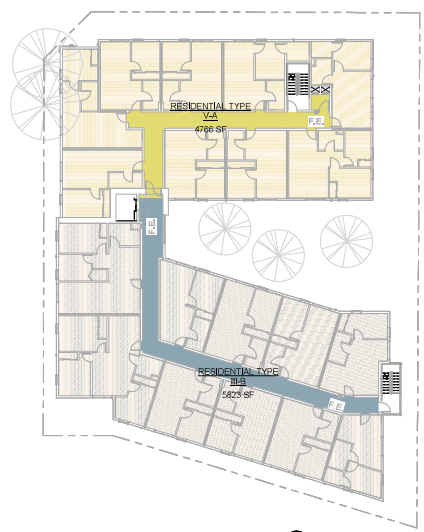 RESIDENTIAL TYPE
V-A
4766 SF
F.E.
F.E.
RESIDENTIAL TYPE
III-B
5823 SF
F.E.